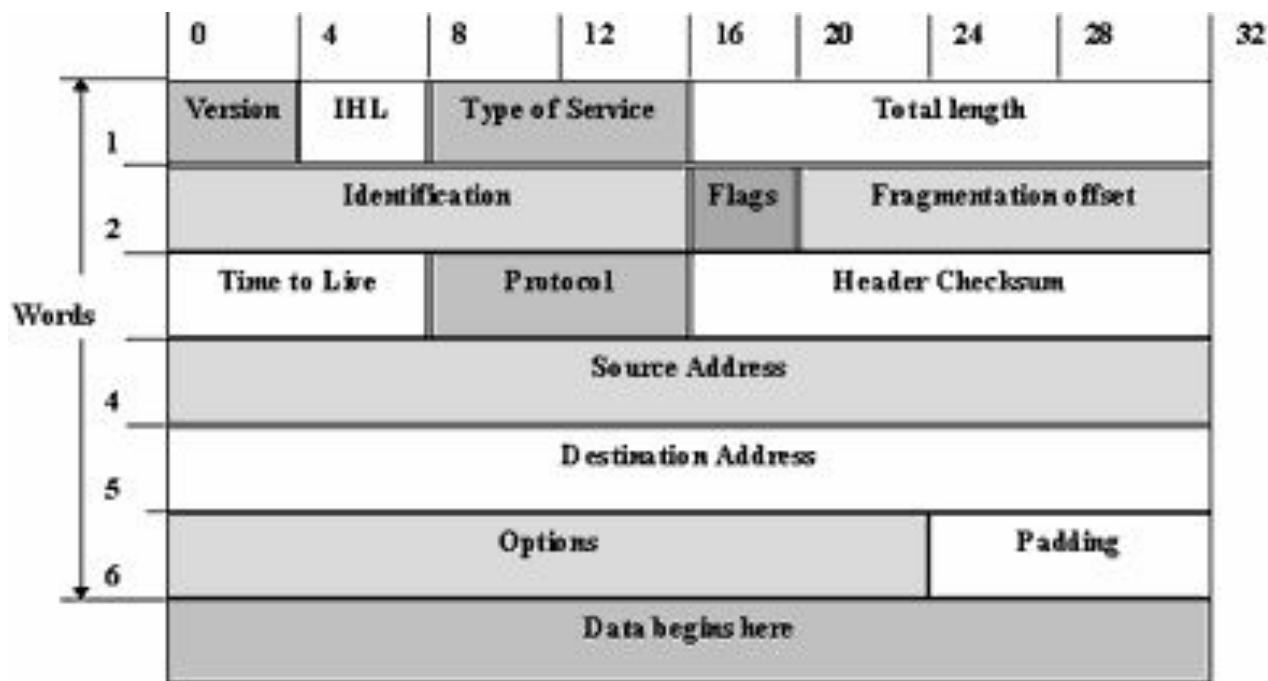 0 4 8 12 16 20 24 28 32
Version IHL Type of Service Total length
1
Identification Flags Fragmentation offset
2
Time to Live Protocol Header Checksum
Words
Source Address
4
Destination Address
5
Options Padding
6
Data begins here